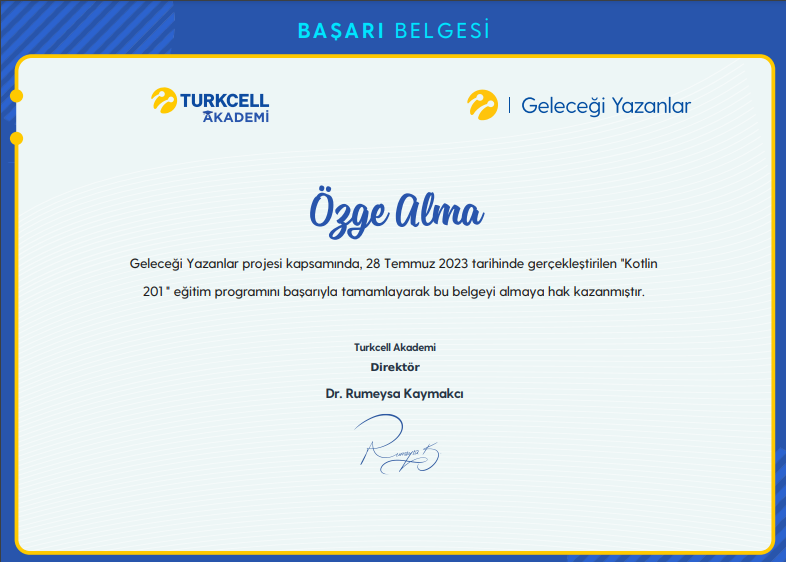 BAŞARI BELGESİ
TURKCELL
AKADEMİ
Geleceği Yazanlar
Özge Alma
Geleceği Yazanlar projesi kapsamında, 28 Temmuz 2023 tarihinde gerçekleştirilen "Kotlin
201 " eğitim programını başarıyla tamamlayarak bu belgeyi almaya hak kazanmıştır.
Turkcell Akademi
Direktör
Dr. Rumeysa Kaymakcı
Rumeysa K